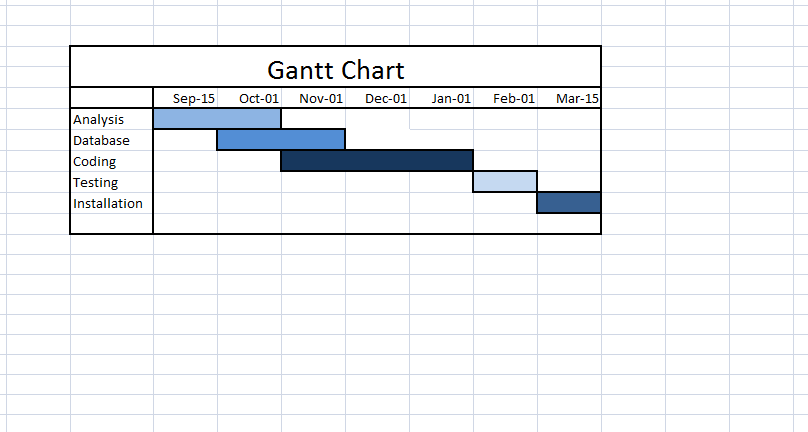 Gantt Chart
Sep-15 Oct-01 Nov-01 Dec-01 Jan-01 Feb-01 Mar-15
Analysis
Database
Coding
Testing
Installation